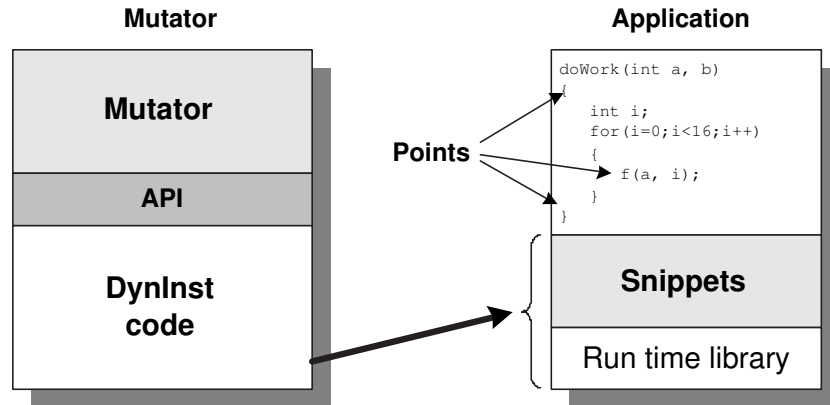 Mutator
Mutator
API
DynInst
code
Application
doWork(int a, b)
{
int i;
for(i=0;i<16;i++)
{
f(a, i);
}
}
Points
Snippets
Run time library